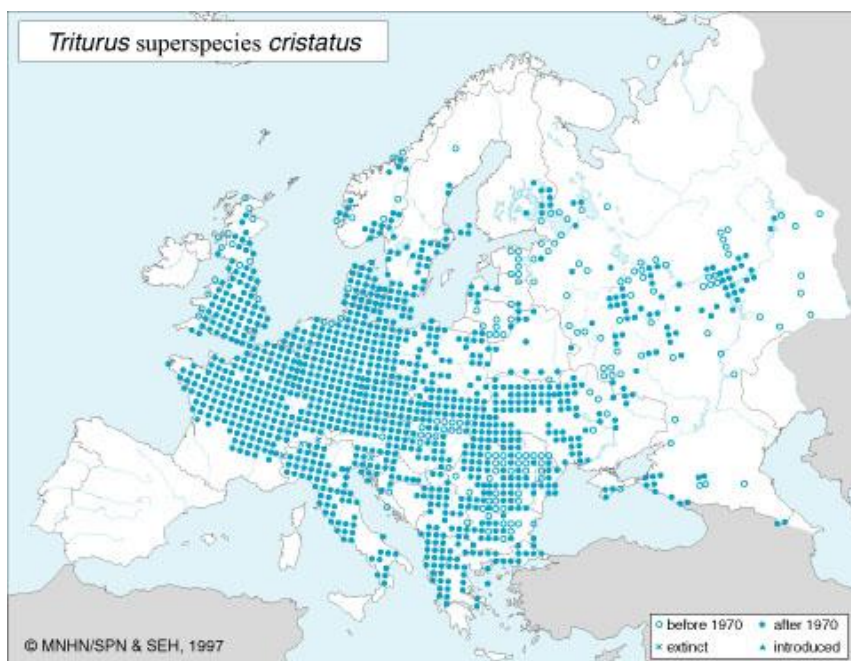 Triturus superspecies cristatus
before 1970
after 1970
extinct
introduced
© MNHN/SPN & SEH, 1997